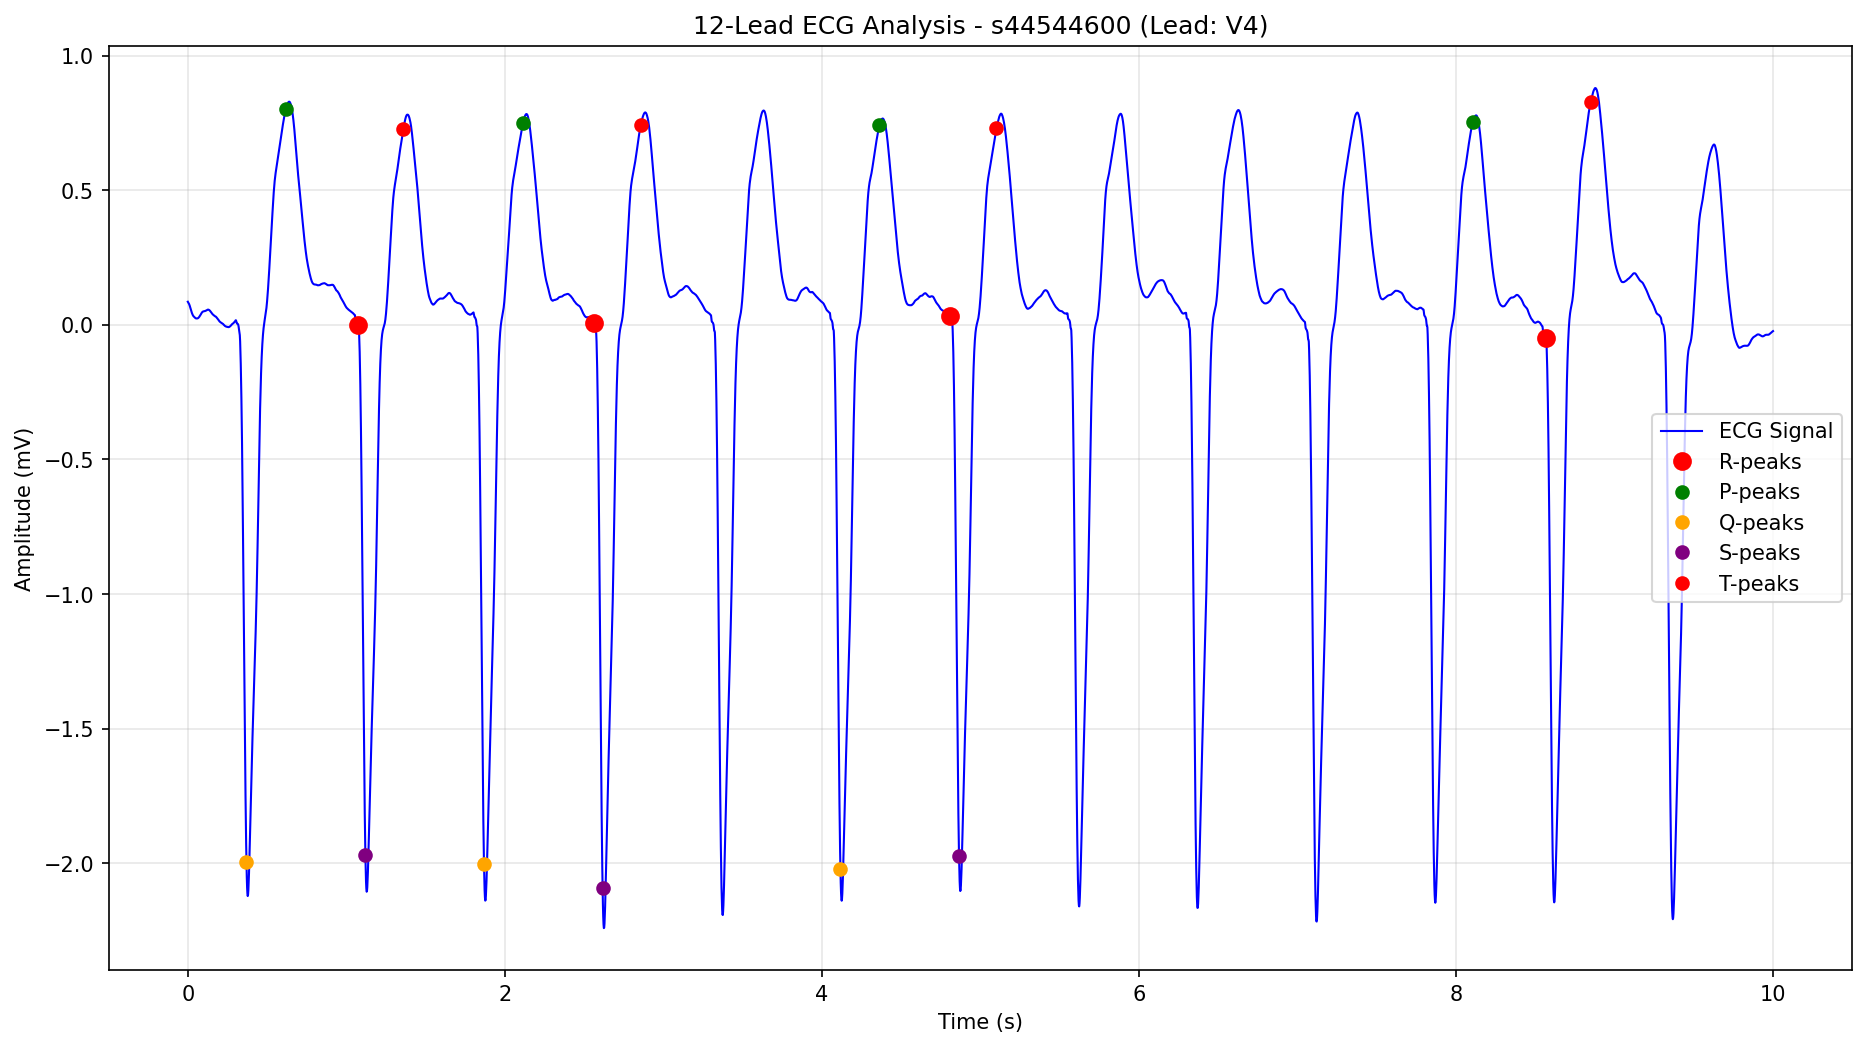 12-Lead ECG Analysis - s44544600 (Lead: V4)
1.0
0.5
0.0
−0.5
−1.0
−1.5
−2.0
Amplitude (mV)
ECG Signal
R-peaks
P-peaks
Q-peaks
S-peaks
T-peaks
0 2 4 6 8 10
Time (s)